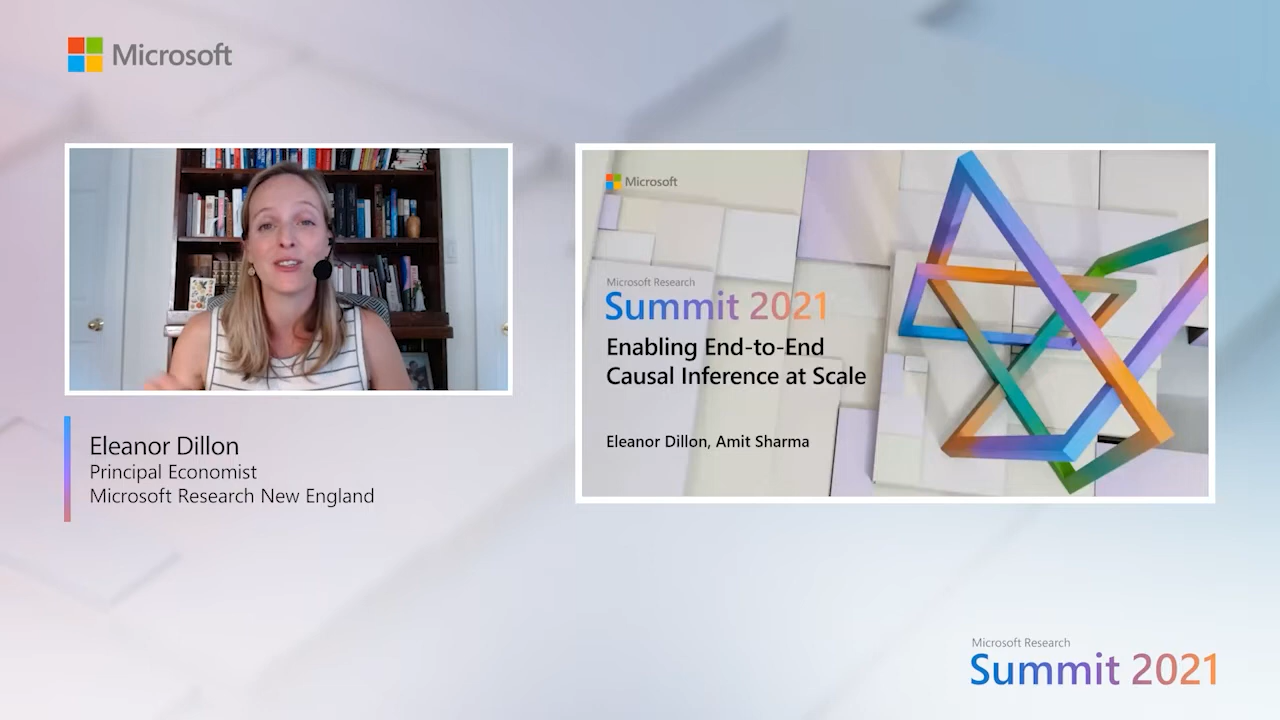 Microsoft
Microsoft
Microsoft Research
Summit 2021
Enabling End-to-End
Causal Inference at Scale
Eleanor Dillon, Amit Sharma
Eleanor Dillon
Principal Economist
Microsoft Research New England
Microsoft Research
Summit 2021